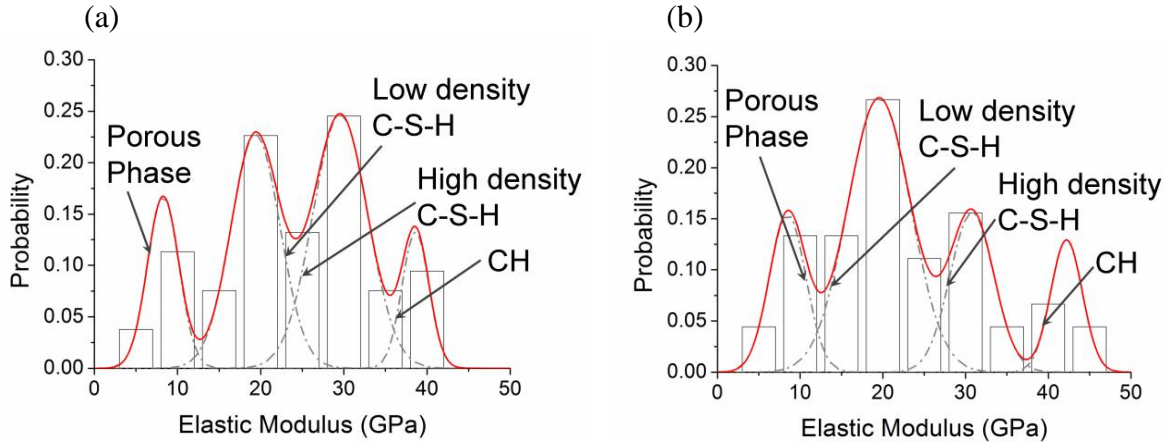 (a)
0.30
0.25
0.20
0.15
0.10
0.05
0.00
Probability
Porous
Phase
Low density
C-S-H
High density
C-S-H
CH
0 10 20 30 40 50
Elastic Modulus (GPa)
(b)
0.30
0.25
0.20
0.15
0.10
0.05
0.00
Probability
Porous
Phase
Low density
C-S-H
High density
C-S-H
CH
0 10 20 30 40 50
Elastic Modulus (GPa)